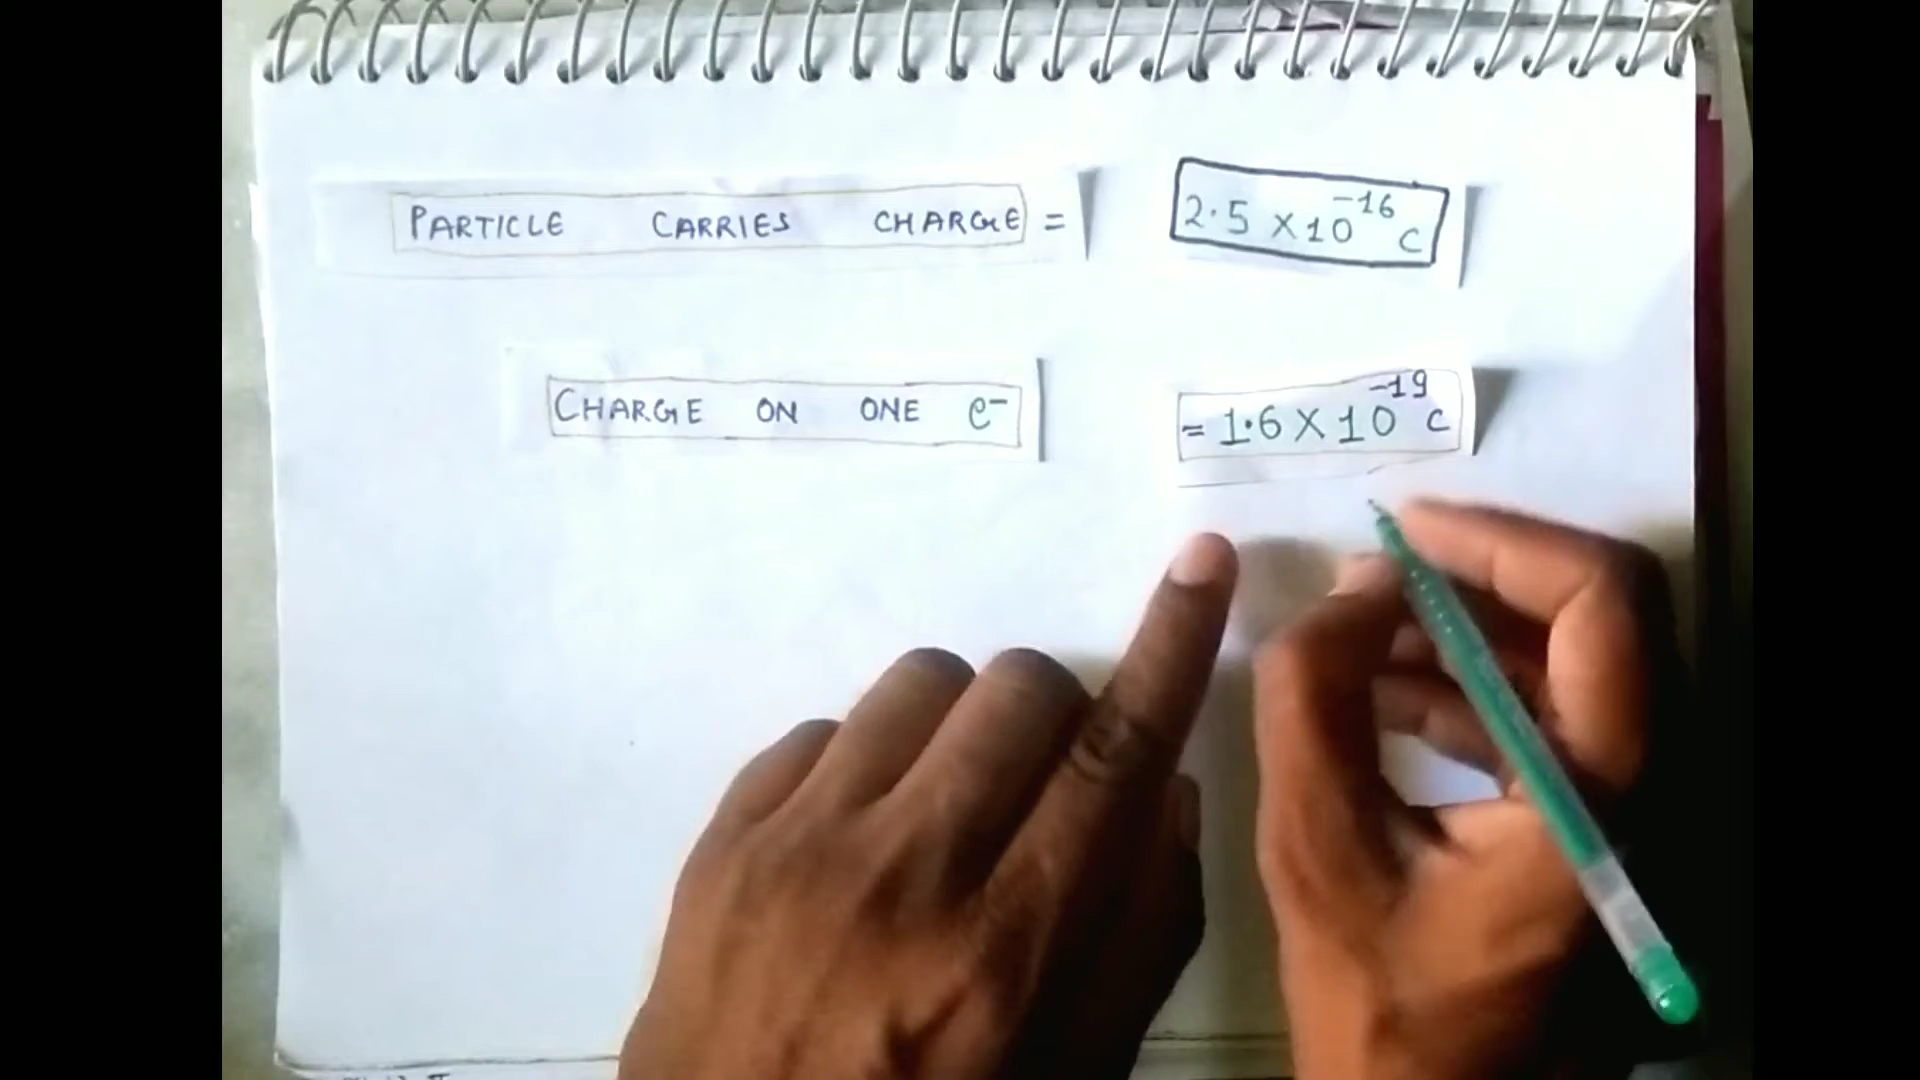 PARTICLE CARRIES CHARGE = 2.5 ×10⁻¹⁶ C
CHARGE ON ONE e⁻ = 1.6 × 10⁻¹⁹ C